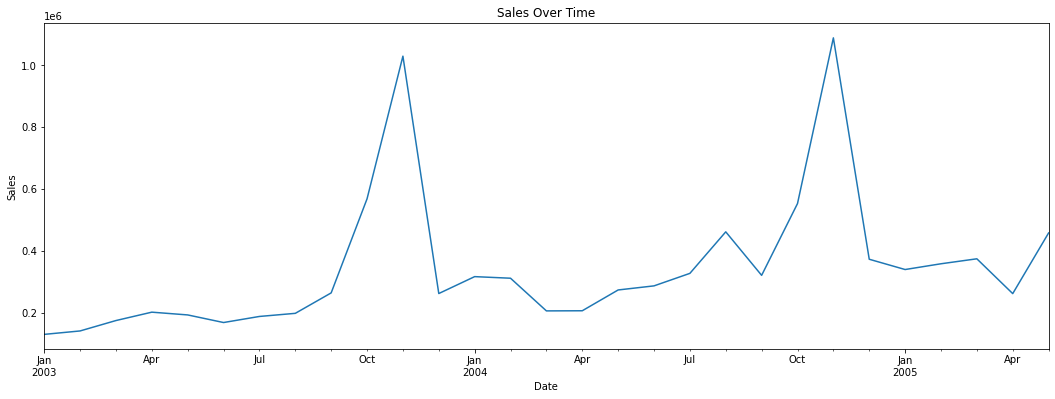 Sales Over Time
1e6
1.0
0.8
0.6
0.4
0.2
Sales
Jan Apr Jul Oct Jan Apr Jul Oct Jan Apr
2003 2004 2005
Date